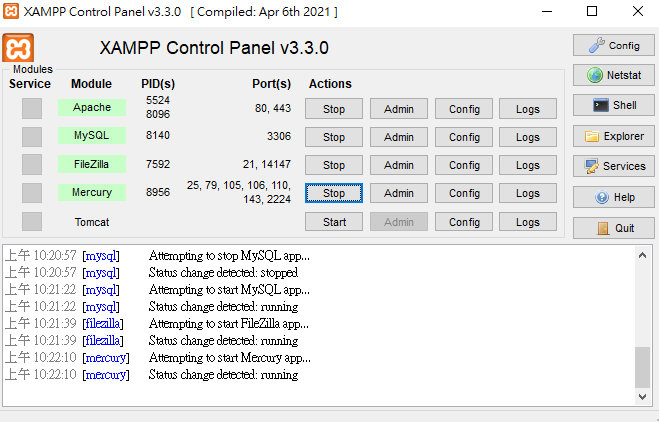 XAMPP Control Panel v3.3.0 [ Compiled: Apr 6th 2021 ]
XAMPP Control Panel v3.3.0
Config
Netstat
Shell
Explorer
Services
Help
Quit
Modules
Service Module PID(s) Port(s) Actions
Apache 5524 8096 80, 443 Stop Admin Config Logs
MySQL 8140 3306 Stop Admin Config Logs
FileZilla 7592 21, 14147 Stop Admin Config Logs
Mercury 8956 25, 79, 105, 106, 110, 143, 2224 Stop Admin Config Logs
Tomcat Start Admin Config Logs
上午 10:20:57 [mysql] Attempting to stop MySQL app...
上午 10:20:57 [mysql] Status change detected: stopped
上午 10:21:22 [mysql] Attempting to start MySQL app...
上午 10:21:22 [mysql] Status change detected: running
上午 10:21:39 [filezilla] Attempting to start FileZilla app...
上午 10:21:39 [filezilla] Status change detected: running
上午 10:22:10 [mercury] Attempting to start Mercury app...
上午 10:22:10 [mercury] Status change detected: running